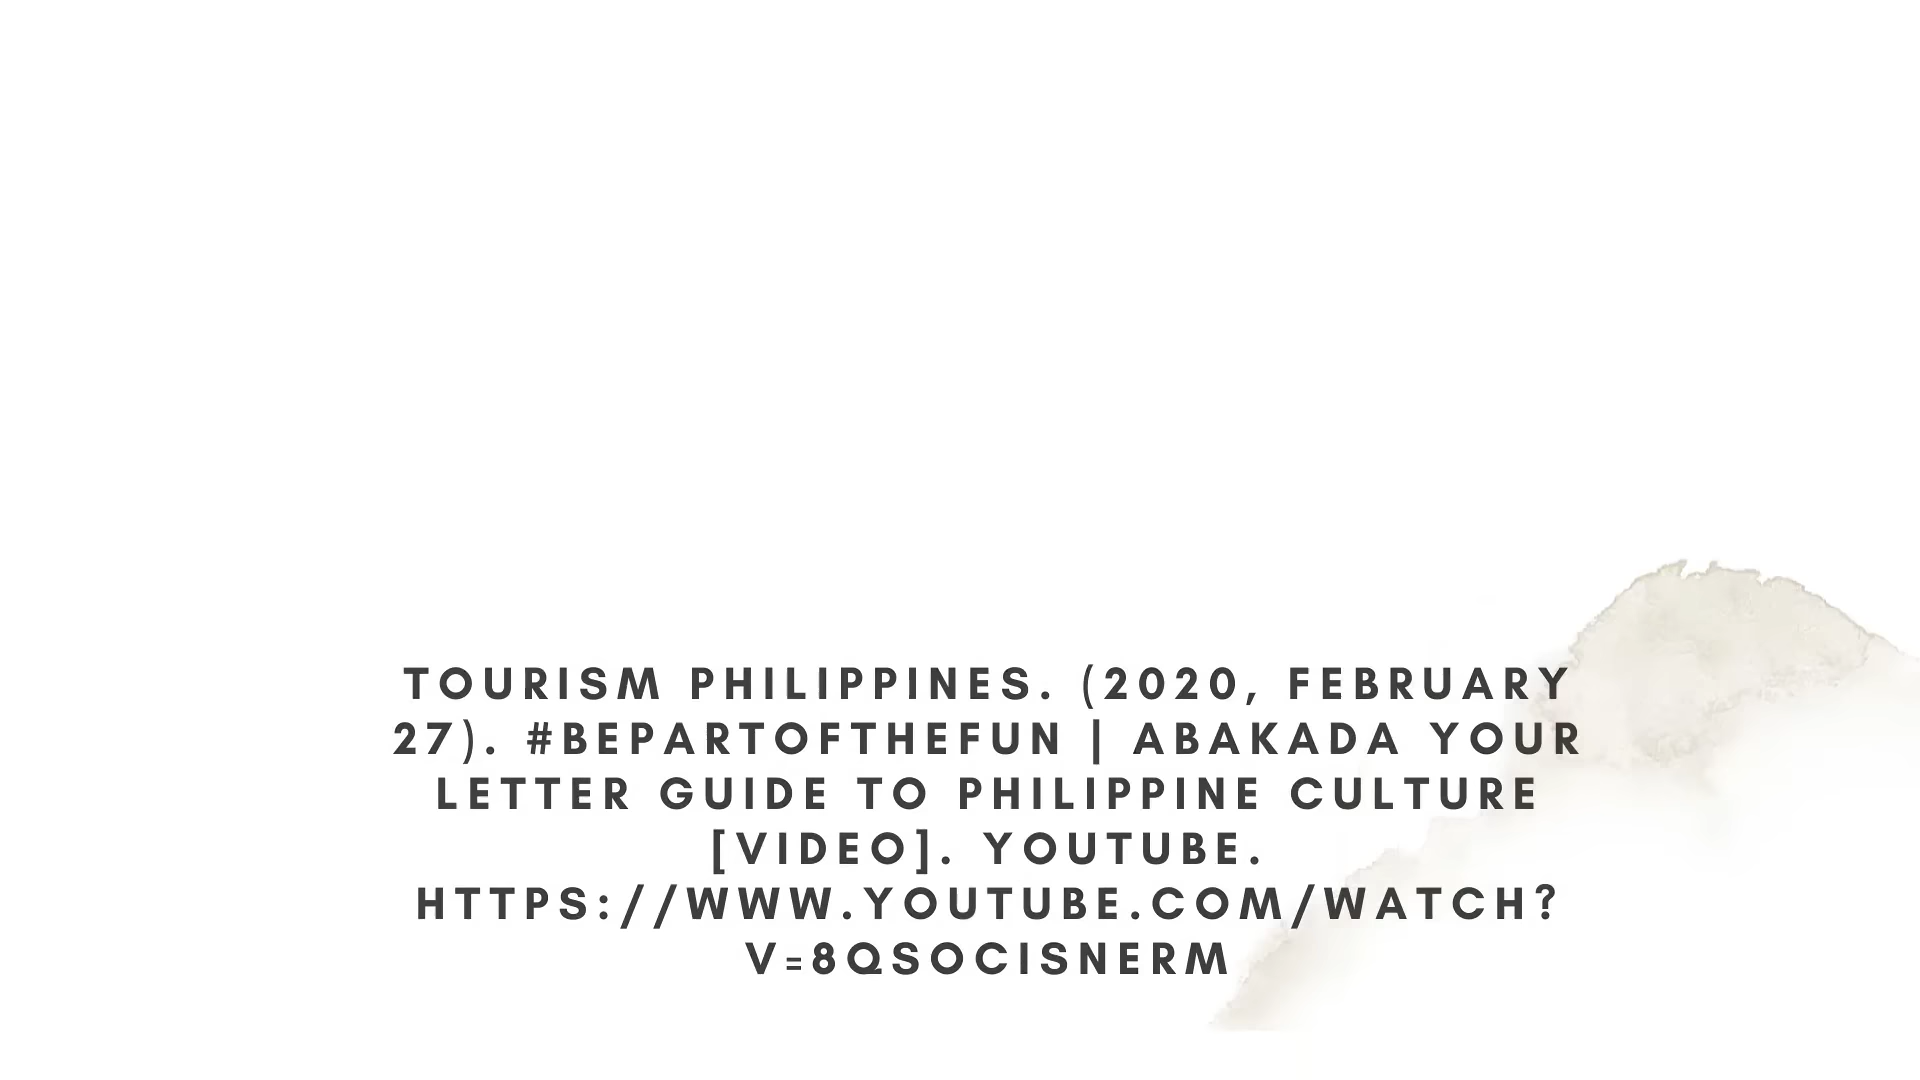 TOURISM PHILIPPINES. (2020, FEBRUARY
27). #BEPARTOFTHEFUN | ABAKADA YOUR
LETTER GUIDE TO PHILIPPINE CULTURE
[VIDEO]. YOUTUBE.
HTTPS://WWW.YOUTUBE.COM/WATCH?
V=8QSOCISNERM